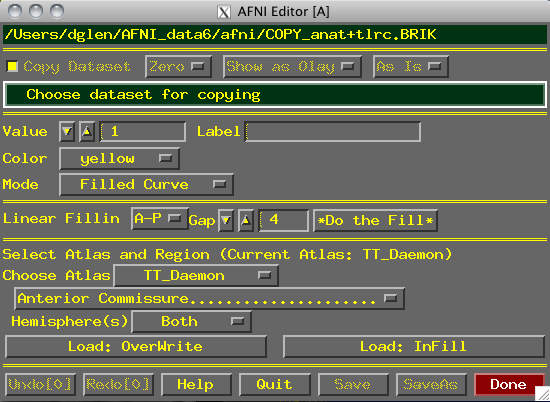 AFNI Editor [A]
/Users/dglen/AFNI_data6/afni/COPY_anat+tlrc.BRIK
Copy Dataset Zero Show as Olay As Is
Choose dataset for copying
Value 1 Label
Color yellow
Mode Filled Curve
Linear Fillin A-P Gap 4 *Do the Fill*
Select Atlas and Region (Current Atlas: TT_Daemon)
Choose Atlas TT_Daemon
Anterior Commissure.....................
Hemisphere(s) Both
Load: OverWrite Load: InFill
Undo[0] Redo[0] Help Quit Save SaveAs Done